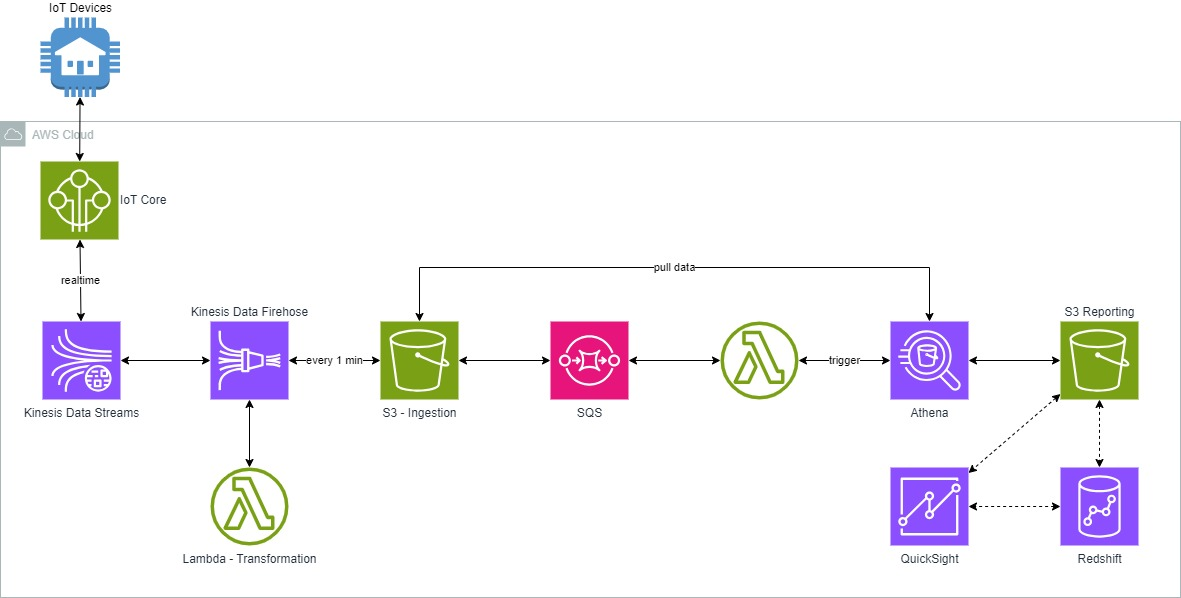 IoT Devices
AWS Cloud
IoT Core
realtime
pull data
Kinesis Data Firehose
S3 Reporting
every 1 min
trigger
Kinesis Data Streams
S3 - Ingestion
SQS
Athena
Lambda - Transformation
QuickSight
Redshift